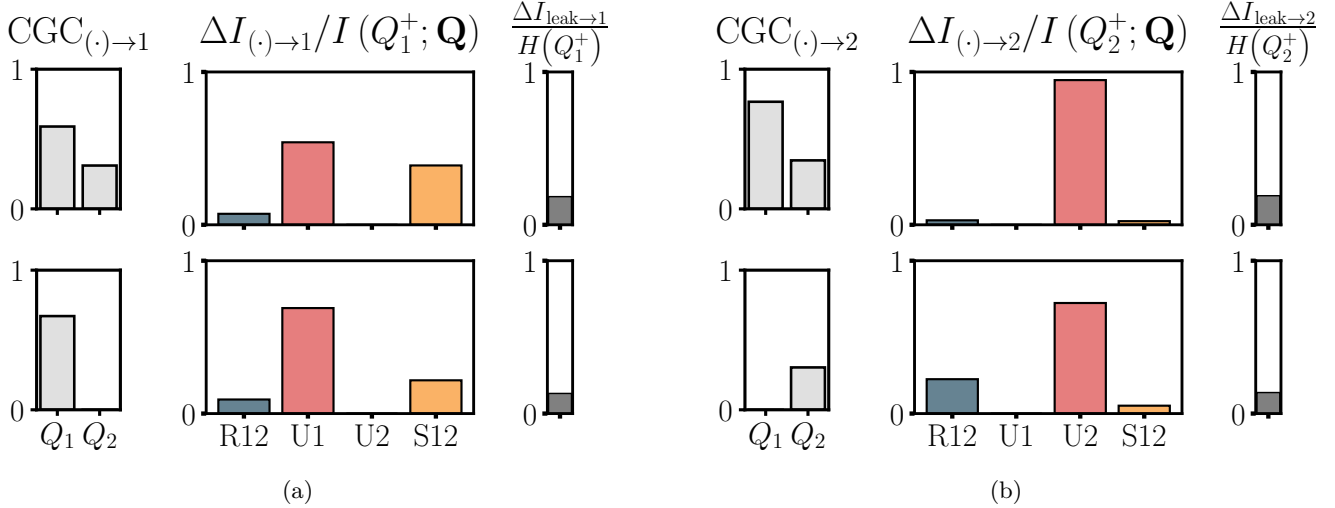 CGC(·)→1 ΔI(·)→1/I (Q1+; Q) ΔIleak→1/H(Q1+) CGC(·)→2 ΔI(·)→2/I (Q2+; Q) ΔIleak→2/H(Q2+)
1 1 1 1 1 1
0 0 0 0 0 0
1 1 1 1 1 1
0 0 0 0 0 0
Q1 Q2 R12 U1 U2 S12 Q1 Q2 R12 U1 U2 S12
(a) (b)